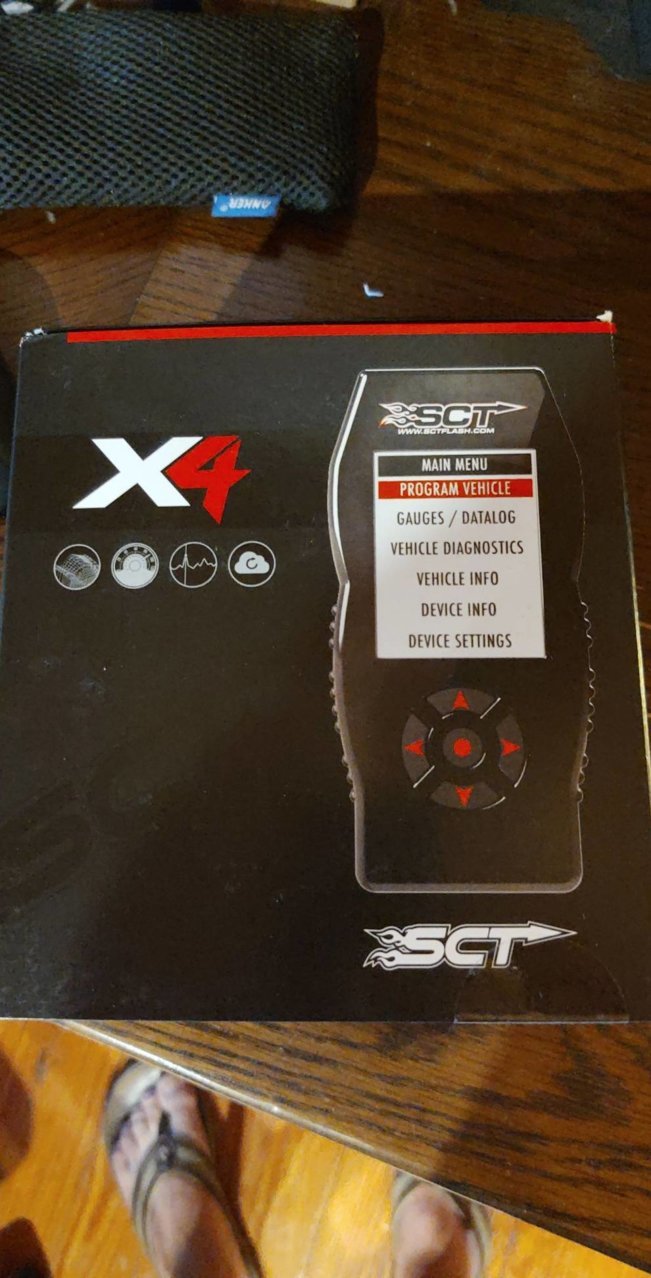 ANKER
X4
SCT
WWW.SCTFLASH.COM
MAIN MENU
PROGRAM VEHICLE
GAUGES / DATALOG
VEHICLE DIAGNOSTICS
VEHICLE INFO
DEVICE INFO
DEVICE SETTINGS
SCT